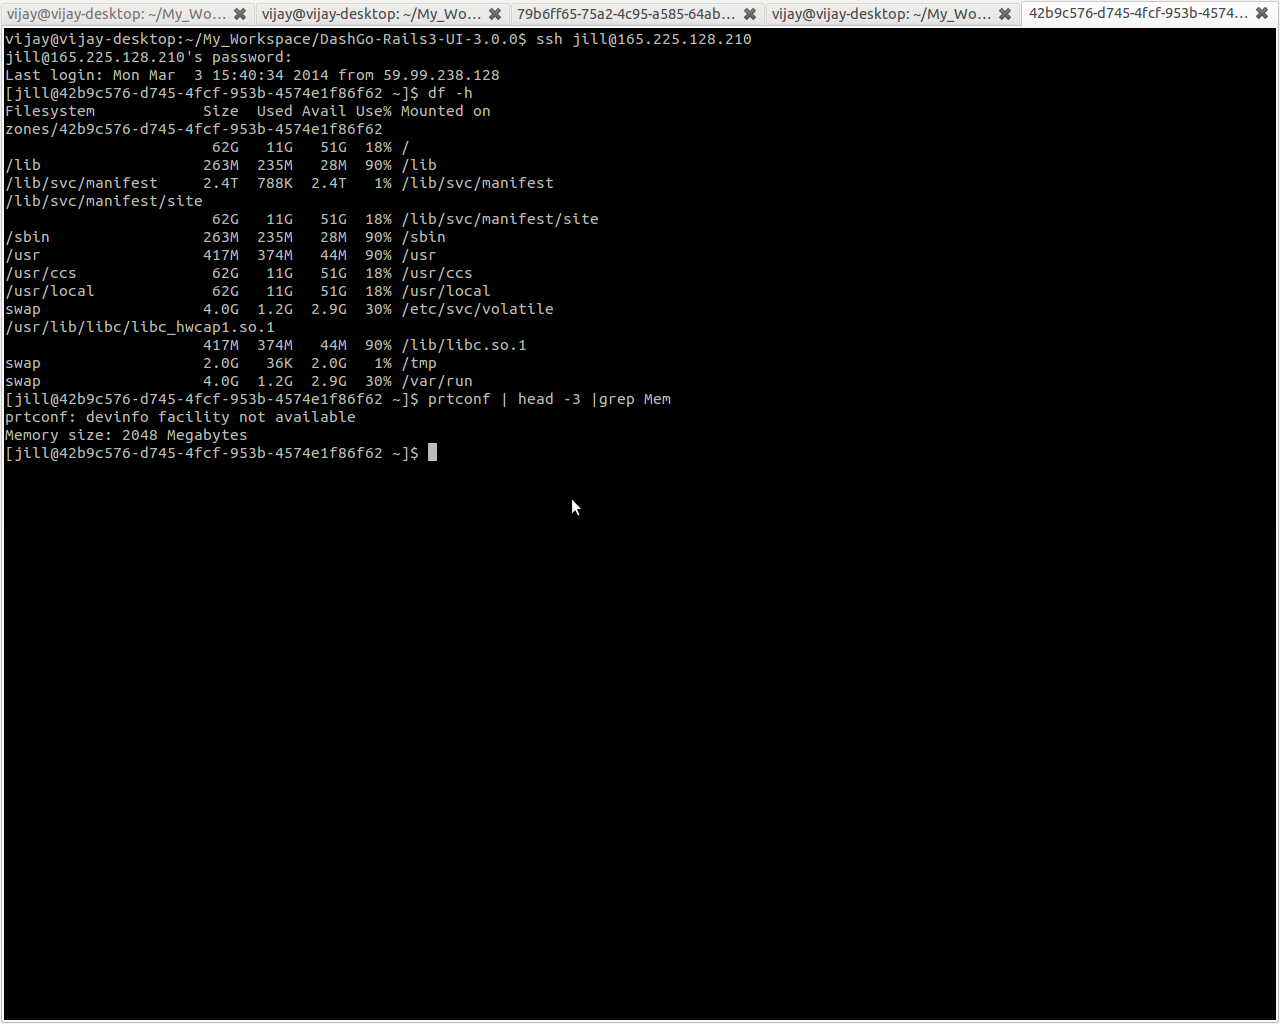 vijay@vijay-desktop: ~/My_Wo... vijay@vijay-desktop: ~/My_Wo... 79b6ff65-75a2-4c95-a585-64ab... vijay@vijay-desktop: ~/My_Wo... 42b9c576-d745-4fcf-953b-4574...
vijay@vijay-desktop:~/My_Workspace/DashGo-Rails3-UI-3.0.0$ ssh jill@165.225.128.210
jill@165.225.128.210's password:
Last login: Mon Mar  3 15:40:34 2014 from 59.99.238.128
[jill@42b9c576-d745-4fcf-953b-4574e1f86f62 ~]$ df -h
Filesystem            Size  Used Avail Use% Mounted on
zones/42b9c576-d745-4fcf-953b-4574e1f86f62
                       62G   11G   51G  18% /
/lib                  263M  235M   28M  90% /lib
/lib/svc/manifest     2.4T  788K  2.4T   1% /lib/svc/manifest
/lib/svc/manifest/site
                       62G   11G   51G  18% /lib/svc/manifest/site
/sbin                 263M  235M   28M  90% /sbin
/usr                  417M  374M   44M  90% /usr
/usr/ccs               62G   11G   51G  18% /usr/ccs
/usr/local             62G   11G   51G  18% /usr/local
swap                  4.0G  1.2G  2.9G  30% /etc/svc/volatile
/usr/lib/libc/libc_hwcap1.so.1
                      417M  374M   44M  90% /lib/libc.so.1
swap                  2.0G   36K  2.0G   1% /tmp
swap                  4.0G  1.2G  2.9G  30% /var/run
[jill@42b9c576-d745-4fcf-953b-4574e1f86f62 ~]$ prtconf | head -3 |grep Mem
prtconf: devinfo facility not available
Memory size: 2048 Megabytes
[jill@42b9c576-d745-4fcf-953b-4574e1f86f62 ~]$